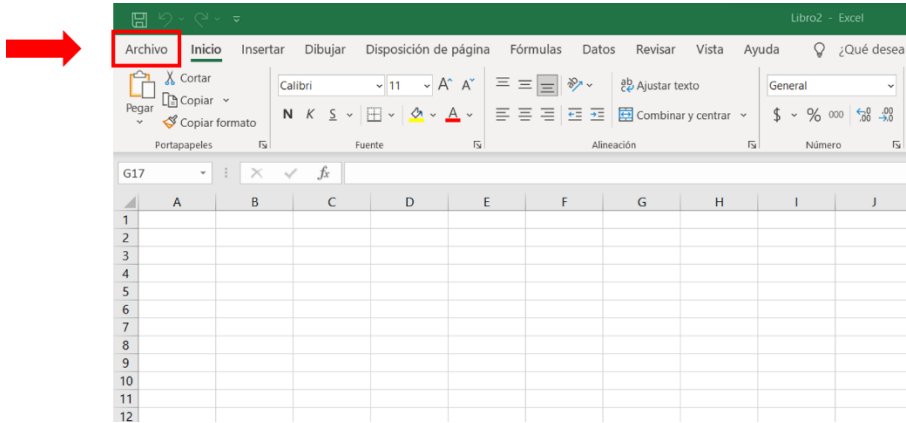 Libro2 - Excel
Archivo Inicio Insertar Dibujar Disposición de página Fórmulas Datos Revisar Vista Ayuda ¿Qué desea
Pegar
Cortar
Copiar
Copiar formato
Portapapeles
Calibri 11 A A
N K S A
Fuente
ab Ajustar texto
Combinar y centrar
Alineación
General
$ % 000
Número
G17 fx
A B C D E F G H I J
1
2
3
4
5
6
7
8
9
10
11
12